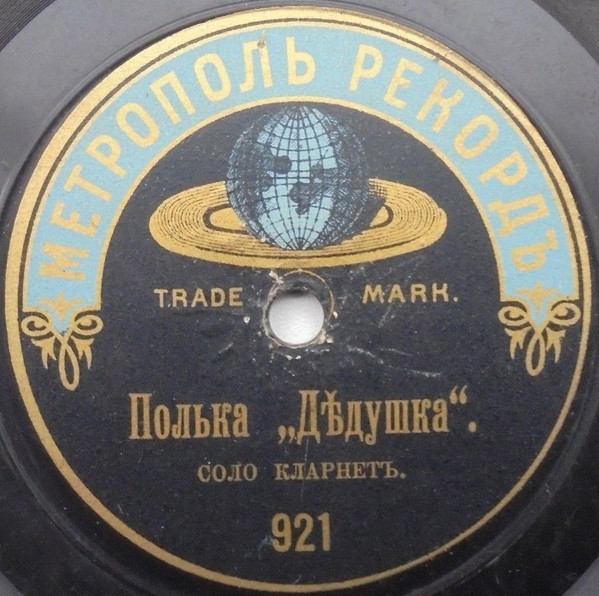 МЕТРОПОЛЬ РЕКОРДЪ
TRADE MARK.
Полька „Дѣдушка“.
СОЛО КЛАРНЕТЪ.
921